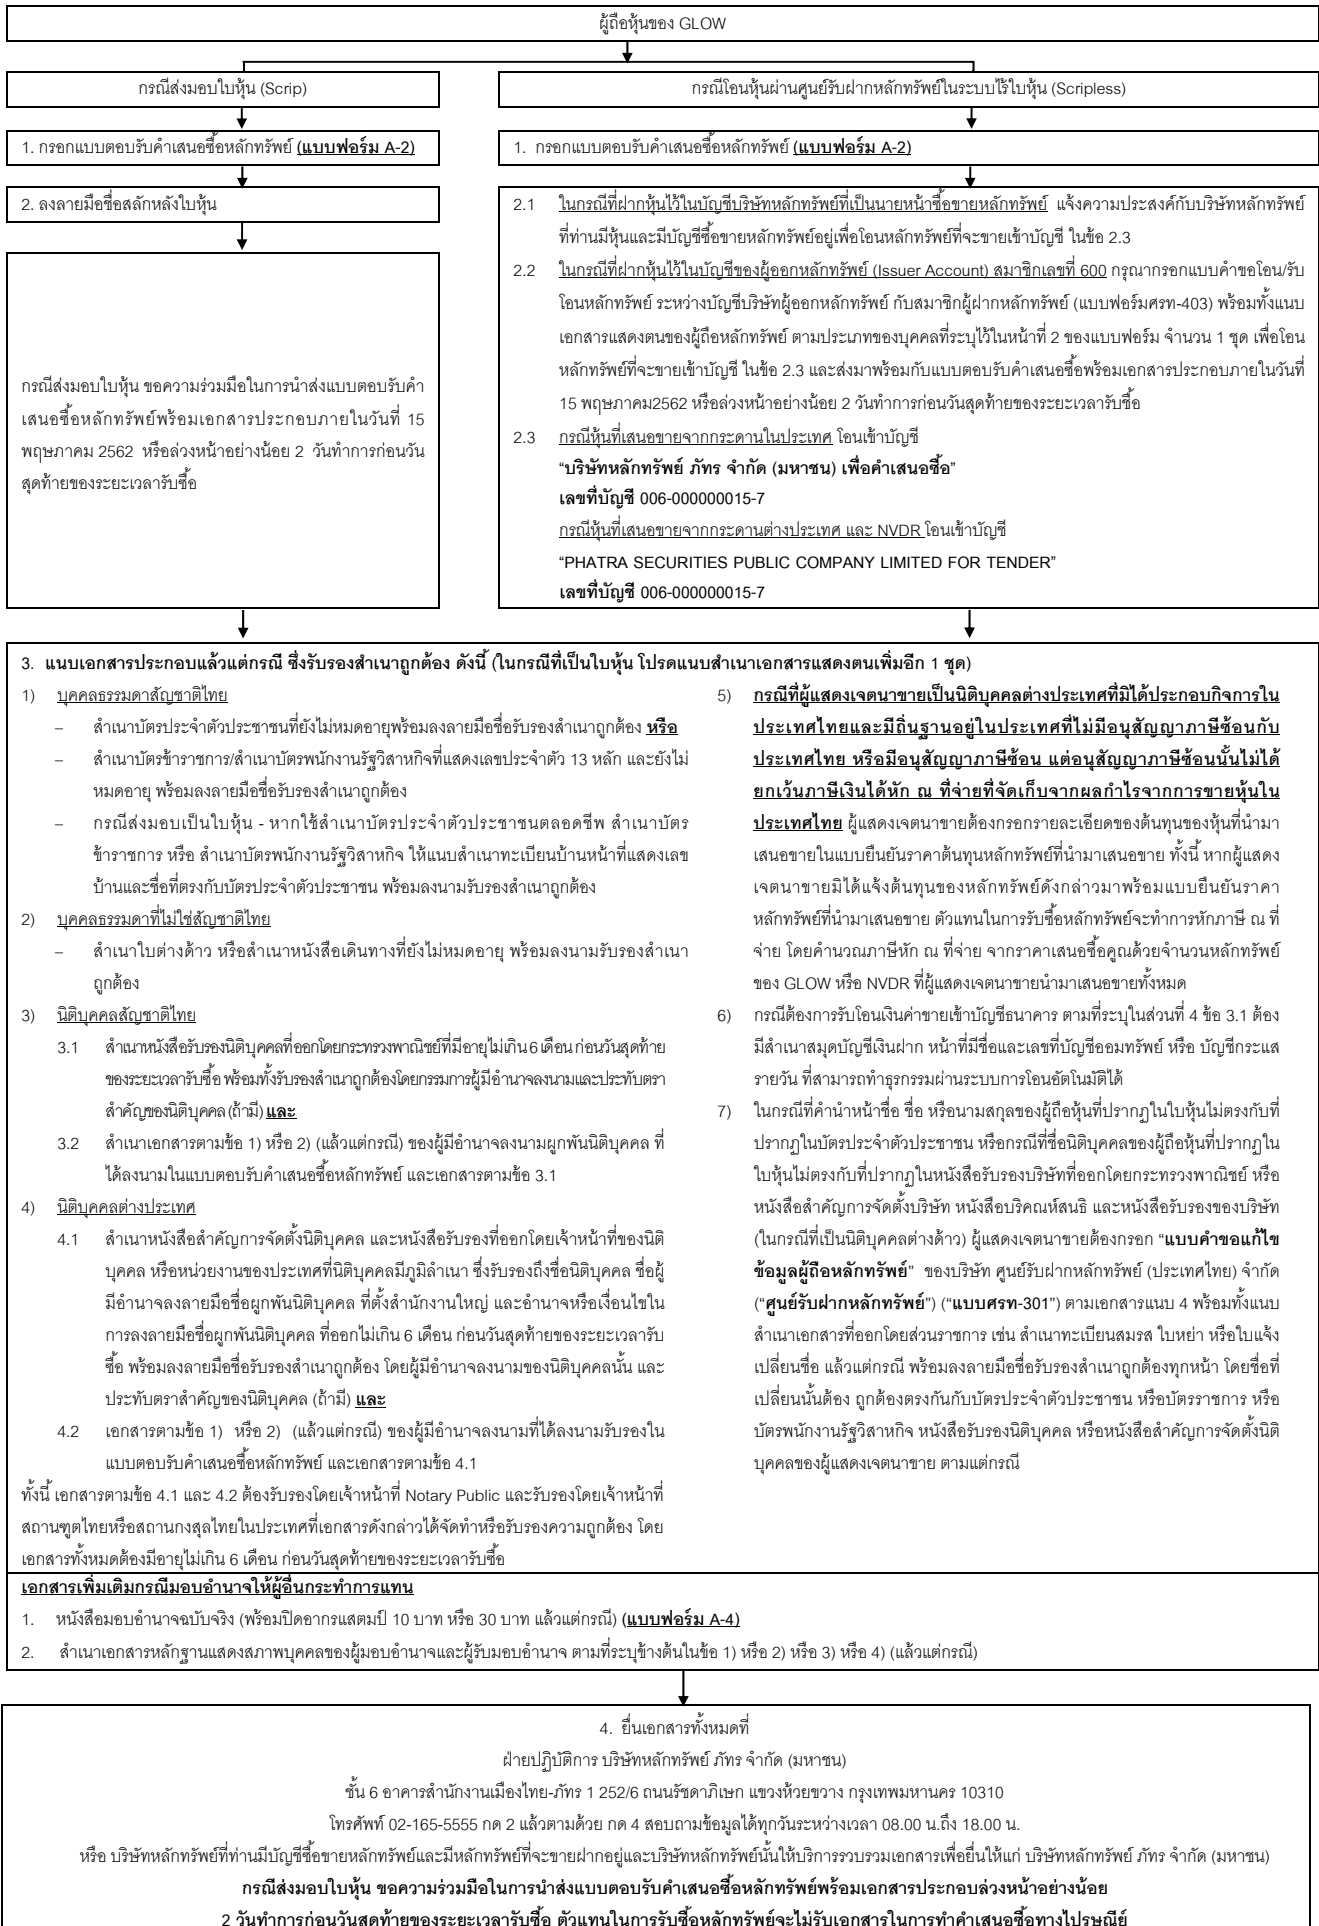 ผู้ถือหุ้นของ GLOW
กรณีส่งมอบใบหุ้น (Scrip)
1. กรอกแบบตอบรับคำเสนอซื้อหลักทรัพย์ (แบบฟอร์ม A-2)
2. ลงลายมือชื่อสลักหลังใบหุ้น
กรณีส่งมอบใบหุ้น ขอความร่วมมือในการนำส่งแบบตอบรับคำ
เสนอซื้อหลักทรัพย์พร้อมเอกสารประกอบภายในวันที่ 15
พฤษภาคม 2562 หรือล่วงหน้าอย่างน้อย 2 วันทำการก่อนวัน
สุดท้ายของระยะเวลารับซื้อ
กรณีโอนหุ้นผ่านศูนย์รับฝากหลักทรัพย์ในระบบไร้ใบหุ้น (Scripless)
1. กรอกแบบตอบรับคำเสนอซื้อหลักทรัพย์ (แบบฟอร์ม A-2)
2.1 ในกรณีที่ฝากหุ้นไว้ในบัญชีบริษัทหลักทรัพย์ที่เป็นนายหน้าซื้อขายหลักทรัพย์ แจ้งความประสงค์กับบริษัทหลักทรัพย์
ที่ท่านมีหุ้นและมีบัญชีซื้อขายหลักทรัพย์อยู่เพื่อโอนหลักทรัพย์ที่จะขายเข้าบัญชี ในข้อ 2.3
2.2 ในกรณีที่ฝากหุ้นไว้ในบัญชีของผู้ออกหลักทรัพย์ (Issuer Account) สมาชิกเลขที่ 600 กรุณากรอกแบบคำขอโอน/รับ
โอนหลักทรัพย์ ระหว่างบัญชีบริษัทผู้ออกหลักทรัพย์ กับสมาชิกผู้ฝากหลักทรัพย์ (แบบฟอร์มศรท-403) พร้อมทั้งแนบ
เอกสารแสดงตนของผู้ถือหลักทรัพย์ ตามประเภทของบุคคลที่ระบุไว้ในหน้าที่ 2 ของแบบฟอร์ม จำนวน 1 ชุด เพื่อโอน
หลักทรัพย์ที่จะขายเข้าบัญชี ในข้อ 2.3 และส่งมาพร้อมกับแบบตอบรับคำเสนอซื้อพร้อมเอกสารประกอบภายในวันที่
15 พฤษภาคม2562 หรือล่วงหน้าอย่างน้อย 2 วันทำการก่อนวันสุดท้ายของระยะเวลารับซื้อ
2.3 กรณีหุ้นที่เสนอขายจากกระดานในประเทศ โอนเข้าบัญชี
“บริษัทหลักทรัพย์ ภัทร จำกัด (มหาชน) เพื่อคำเสนอซื้อ”
เลขที่บัญชี 006-000000015-7
กรณีหุ้นที่เสนอขายจากกระดานต่างประเทศ และ NVDR โอนเข้าบัญชี
“PHATRA SECURITIES PUBLIC COMPANY LIMITED FOR TENDER”
เลขที่บัญชี 006-000000015-7
3. แนบเอกสารประกอบแล้วแต่กรณี ซึ่งรับรองสำเนาถูกต้อง ดังนี้ (ในกรณีที่เป็นใบหุ้น โปรดแนบสำเนาเอกสารแสดงตนเพิ่มอีก 1 ชุด)
1) บุคคลธรรมดาสัญชาติไทย
– สำเนาบัตรประจำตัวประชาชนที่ยังไม่หมดอายุพร้อมลงลายมือชื่อรับรองสำเนาถูกต้อง หรือ
– สำเนาบัตรข้าราชการ/สำเนาบัตรพนักงานรัฐวิสาหกิจที่แสดงเลขประจำตัว 13 หลัก และยังไม่
หมดอายุ พร้อมลงลายมือชื่อรับรองสำเนาถูกต้อง
– กรณีส่งมอบเป็นใบหุ้น - หากใช้สำเนาบัตรประจำตัวประชาชนตลอดชีพ สำเนาบัตร
ข้าราชการ หรือ สำเนาบัตรพนักงานรัฐวิสาหกิจ ให้แนบสำเนาทะเบียนบ้านหน้าที่แสดงเลข
บ้านและชื่อที่ตรงกับบัตรประจำตัวประชาชน พร้อมลงนามรับรองสำเนาถูกต้อง
2) บุคคลธรรมดาที่ไม่ใช่สัญชาติไทย
– สำเนาใบต่างด้าว หรือสำเนาหนังสือเดินทางที่ยังไม่หมดอายุ พร้อมลงนามรับรองสำเนา
ถูกต้อง
3) นิติบุคคลสัญชาติไทย
3.1 สำเนาหนังสือรับรองนิติบุคคลที่ออกโดยกระทรวงพาณิชย์ที่มีอายุไม่เกิน 6 เดือน ก่อนวันสุดท้าย
ของระยะเวลารับซื้อ พร้อมทั้งรับรองสำเนาถูกต้องโดยกรรมการผู้มีอำนาจลงนามและประทับตรา
สำคัญของนิติบุคคล (ถ้ามี) และ
3.2 สำเนาเอกสารตามข้อ 1) หรือ 2) (แล้วแต่กรณี) ของผู้มีอำนาจลงนามผูกพันนิติบุคคล ที่
ได้ลงนามในแบบตอบรับคำเสนอซื้อหลักทรัพย์ และเอกสารตามข้อ 3.1
4) นิติบุคคลต่างประเทศ
4.1 สำเนาหนังสือสำคัญการจัดตั้งนิติบุคคล และหนังสือรับรองที่ออกโดยเจ้าหน้าที่ของนิติ
บุคคล หรือหน่วยงานของประเทศที่นิติบุคคลมีภูมิลำเนา ซึ่งรับรองถึงชื่อนิติบุคคล ชื่อผู้
มีอำนาจลงลายมือชื่อผูกพันนิติบุคคล ที่ตั้งสำนักงานใหญ่ และอำนาจหรือเงื่อนไขใน
การลงลายมือชื่อผูกพันนิติบุคคล ที่ออกไม่เกิน 6 เดือน ก่อนวันสุดท้ายของระยะเวลารับ
ซื้อ พร้อมลงลายมือชื่อรับรองสำเนาถูกต้อง โดยผู้มีอำนาจลงนามของนิติบุคคลนั้น และ
ประทับตราสำคัญของนิติบุคคล (ถ้ามี) และ
4.2 เอกสารตามข้อ 1) หรือ 2) (แล้วแต่กรณี) ของผู้มีอำนาจลงนามที่ได้ลงนามรับรองใน
แบบตอบรับคำเสนอซื้อหลักทรัพย์ และเอกสารตามข้อ 4.1
ทั้งนี้ เอกสารตามข้อ 4.1 และ 4.2 ต้องรับรองโดยเจ้าหน้าที่ Notary Public และรับรองโดยเจ้าหน้าที่
สถานฑูตไทยหรือสถานกงสุลไทยในประเทศที่เอกสารดังกล่าวได้จัดทำหรือรับรองความถูกต้อง โดย
เอกสารทั้งหมดต้องมีอายุไม่เกิน 6 เดือน ก่อนวันสุดท้ายของระยะเวลารับซื้อ
5) กรณีที่ผู้แสดงเจตนาขายเป็นนิติบุคคลต่างประเทศที่มิได้ประกอบกิจการใน
ประเทศไทยและมีถิ่นฐานอยู่ในประเทศที่ไม่มีอนุสัญญาภาษีซ้อนกับ
ประเทศไทย หรือมีอนุสัญญาภาษีซ้อน แต่อนุสัญญาภาษีซ้อนนั้นไม่ได้
ยกเว้นภาษีเงินได้หัก ณ ที่จ่ายที่จัดเก็บจากผลกำไรจากการขายหุ้นใน
ประเทศไทย ผู้แสดงเจตนาขายต้องกรอกรายละเอียดของต้นทุนของหุ้นที่นำมา
เสนอขายในแบบยืนยันราคาต้นทุนหลักทรัพย์ที่นำมาเสนอขาย ทั้งนี้ หากผู้แสดง
เจตนาขายมิได้แจ้งต้นทุนของหลักทรัพย์ดังกล่าวมาพร้อมแบบยืนยันราคา
หลักทรัพย์ที่นำมาเสนอขาย ตัวแทนในการรับซื้อหลักทรัพย์จะทำการหักภาษี ณ ที่
จ่าย โดยคำนวณภาษีหัก ณ ที่จ่าย จากราคาเสนอซื้อคูณด้วยจำนวนหลักทรัพย์
ของ GLOW หรือ NVDR ที่ผู้แสดงเจตนาขายนำมาเสนอขายทั้งหมด
6) กรณีต้องการรับโอนเงินค่าขายเข้าบัญชีธนาคาร ตามที่ระบุในส่วนที่ 4 ข้อ 3.1 ต้อง
มีสำเนาสมุดบัญชีเงินฝาก หน้าที่มีชื่อและเลขที่บัญชีออมทรัพย์ หรือ บัญชีกระแส
รายวัน ที่สามารถทำธุรกรรมผ่านระบบการโอนอัตโนมัติได้
7) ในกรณีที่คำนำหน้าชื่อ ชื่อ หรือนามสกุลของผู้ถือหุ้นที่ปรากฏในใบหุ้นไม่ตรงกับที่
ปรากฏในบัตรประจำตัวประชาชน หรือกรณีที่ชื่อนิติบุคคลของผู้ถือหุ้นที่ปรากฏใน
ใบหุ้นไม่ตรงกับที่ปรากฏในหนังสือรับรองบริษัทที่ออกโดยกระทรวงพาณิชย์ หรือ
หนังสือสำคัญการจัดตั้งบริษัท หนังสือบริคณห์สนธิ และหนังสือรับรองของบริษัท
(ในกรณีที่เป็นนิติบุคคลต่างด้าว) ผู้แสดงเจตนาขายต้องกรอก “แบบคำขอแก้ไข
ข้อมูลผู้ถือหลักทรัพย์” ของบริษัท ศูนย์รับฝากหลักทรัพย์ (ประเทศไทย) จำกัด
(“ศูนย์รับฝากหลักทรัพย์”) (“แบบศรท-301”) ตามเอกสารแนบ 4 พร้อมทั้งแนบ
สำเนาเอกสารที่ออกโดยส่วนราชการ เช่น สำเนาทะเบียนสมรส ใบหย่า หรือใบแจ้ง
เปลี่ยนชื่อ แล้วแต่กรณี พร้อมลงลายมือชื่อรับรองสำเนาถูกต้องทุกหน้า โดยชื่อที่
เปลี่ยนนั้นต้อง ถูกต้องตรงกันกับบัตรประจำตัวประชาชน หรือบัตรราชการ หรือ
บัตรพนักงานรัฐวิสาหกิจ หนังสือรับรองนิติบุคคล หรือหนังสือสำคัญการจัดตั้งนิติ
บุคคลของผู้แสดงเจตนาขาย ตามแต่กรณี
เอกสารเพิ่มเติมกรณีมอบอำนาจให้ผู้อื่นกระทำการแทน
1. หนังสือมอบอำนาจฉบับจริง (พร้อมปิดอากรแสตมป์ 10 บาท หรือ 30 บาท แล้วแต่กรณี) (แบบฟอร์ม A-4)
2. สำเนาเอกสารหลักฐานแสดงสภาพบุคคลของผู้มอบอำนาจและผู้รับมอบอำนาจ ตามที่ระบุข้างต้นในข้อ 1) หรือ 2) หรือ 3) หรือ 4) (แล้วแต่กรณี)
4. ยื่นเอกสารทั้งหมดที่
ฝ่ายปฏิบัติการ บริษัทหลักทรัพย์ ภัทร จำกัด (มหาชน)
ชั้น 6 อาคารสำนักงานเมืองไทย-ภัทร 1 252/6 ถนนรัชดาภิเษก แขวงห้วยขวาง กรุงเทพมหานคร 10310
โทรศัพท์ 02-165-5555 กด 2 แล้วตามด้วย กด 4 สอบถามข้อมูลได้ทุกวันระหว่างเวลา 08.00 น.ถึง 18.00 น.
หรือ บริษัทหลักทรัพย์ที่ท่านมีบัญชีซื้อขายหลักทรัพย์และมีหลักทรัพย์ที่จะขายฝากอยู่และบริษัทหลักทรัพย์นั้นให้บริการรวบรวมเอกสารเพื่อยื่นให้แก่ บริษัทหลักทรัพย์ ภัทร จำกัด (มหาชน)
กรณีส่งมอบใบหุ้น ขอความร่วมมือในการนำส่งแบบตอบรับคำเสนอซื้อหลักทรัพย์พร้อมเอกสารประกอบล่วงหน้าอย่างน้อย
2 วันทำการก่อนวันสุดท้ายของระยะเวลารับซื้อ ตัวแทนในการรับซื้อหลักทรัพย์จะไม่รับเอกสารในการทำคำเสนอซื้อทางไปรษณีย์